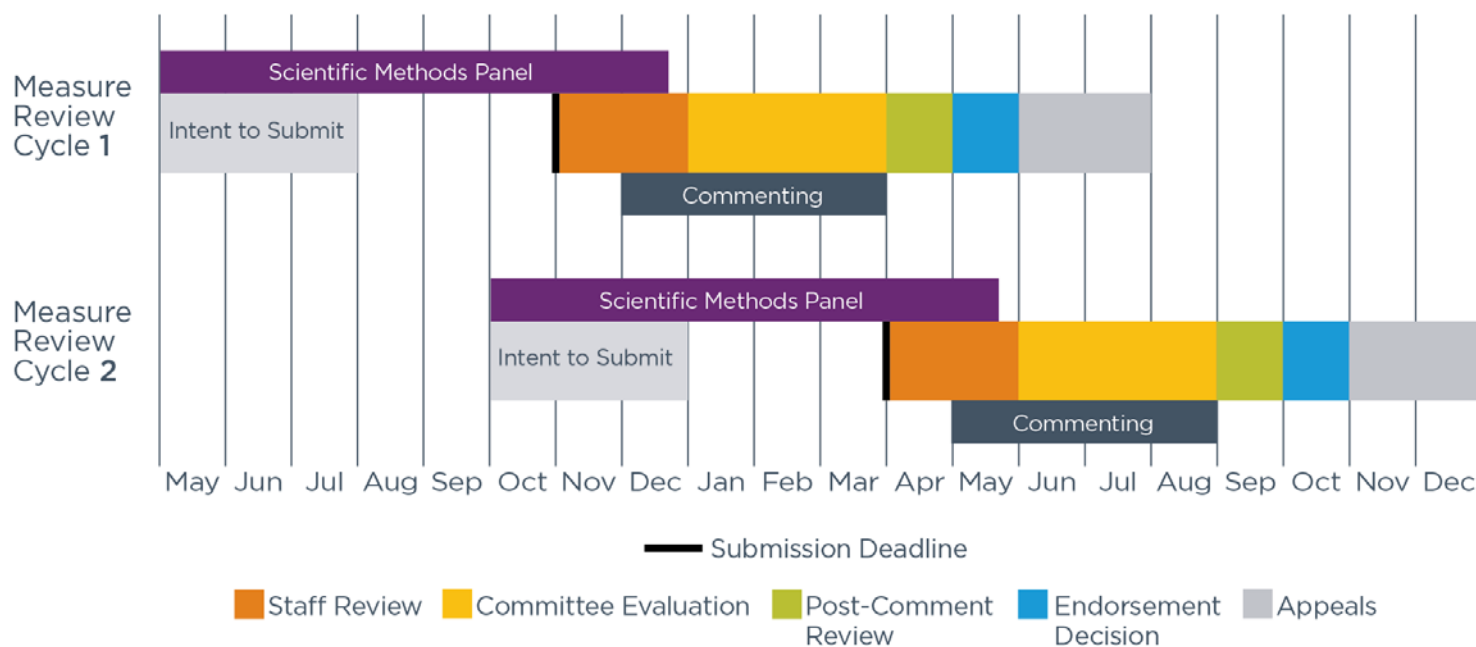 Scientific Methods Panel
Measure
Review
Cycle 1
Intent to Submit
Commenting
Scientific Methods Panel
Measure
Review
Cycle 2
Intent to Submit
Commenting
May Jun Jul Aug Sep Oct Nov Dec Jan Feb Mar Apr May Jun Jul Aug Sep Oct Nov Dec
Submission Deadline
Staff Review Committee Evaluation Post-Comment Endorsement Appeals
Review Decision